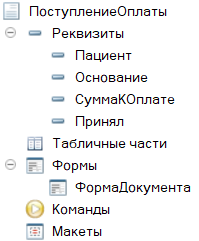 ПоступлениеОплаты
Реквизиты
Пациент
Основание
СуммаКОплате
Принял
Табличные части
Формы
ФормаДокумента
Команды
Макеты